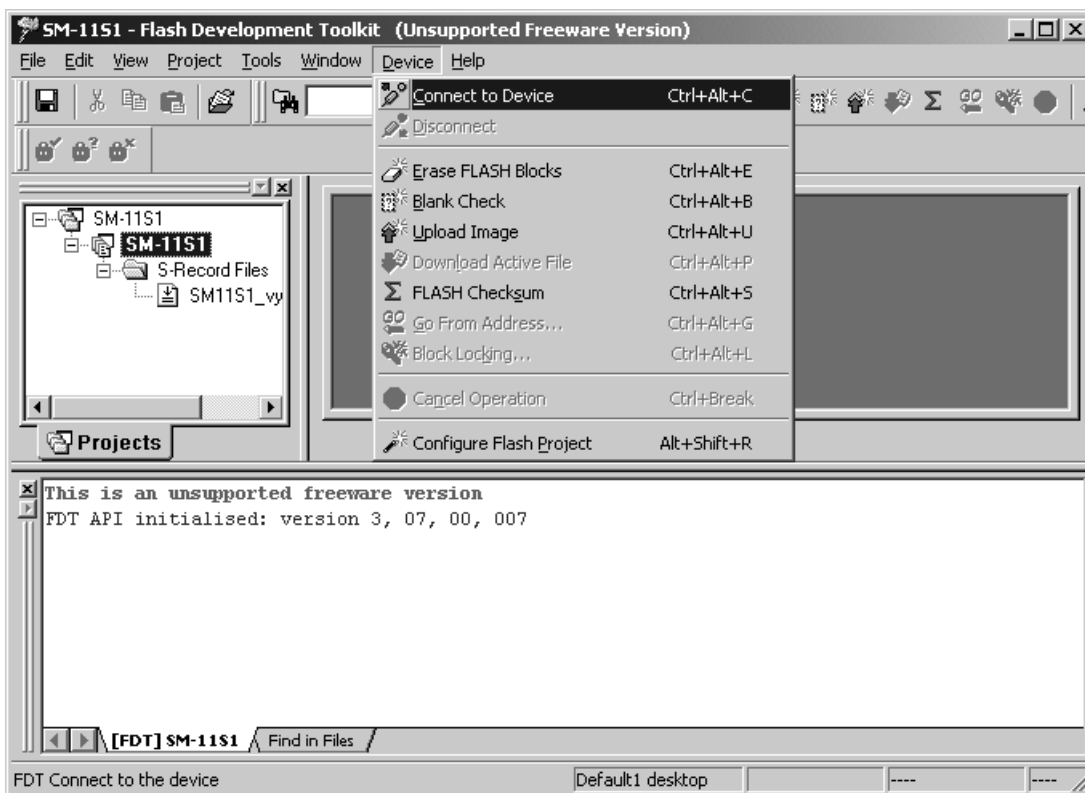 SM-11S1 - Flash Development Toolkit (Unsupported Freeware Version)
File Edit View Project Tools Window Device Help
Connect to Device Ctrl+Alt+C
Disconnect
Erase FLASH Blocks Ctrl+Alt+E
Blank Check Ctrl+Alt+B
Upload Image Ctrl+Alt+U
Download Active File Ctrl+Alt+P
Σ FLASH Checksum Ctrl+Alt+S
GO Go From Address... Ctrl+Alt+G
Block Locking... Ctrl+Alt+L
Cancel Operation Ctrl+Break
Configure Flash Project Alt+Shift+R
Σ GO
SM-11S1
SM-11S1
S-Record Files
SM11S1_vy
Projects
This is an unsupported freeware version
FDT API initialised: version 3, 07, 00, 007
[FDT] SM-11S1 Find in Files
FDT Connect to the device Default1 desktop ---- ----